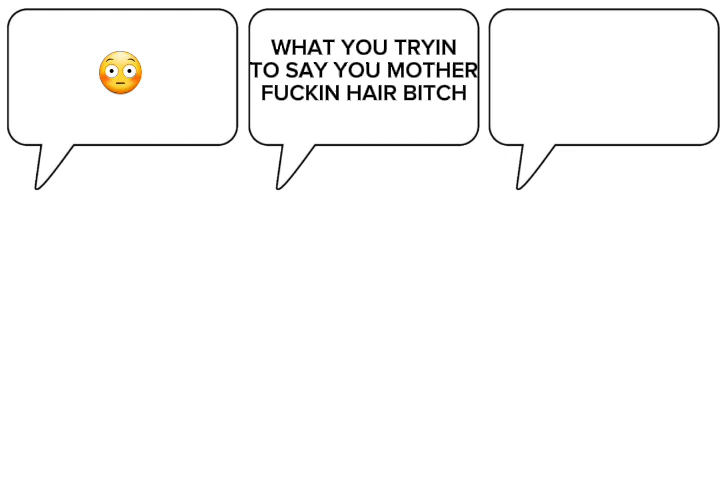 😳
WHAT YOU TRYIN
TO SAY YOU MOTHER
FUCKIN HAIR BITCH